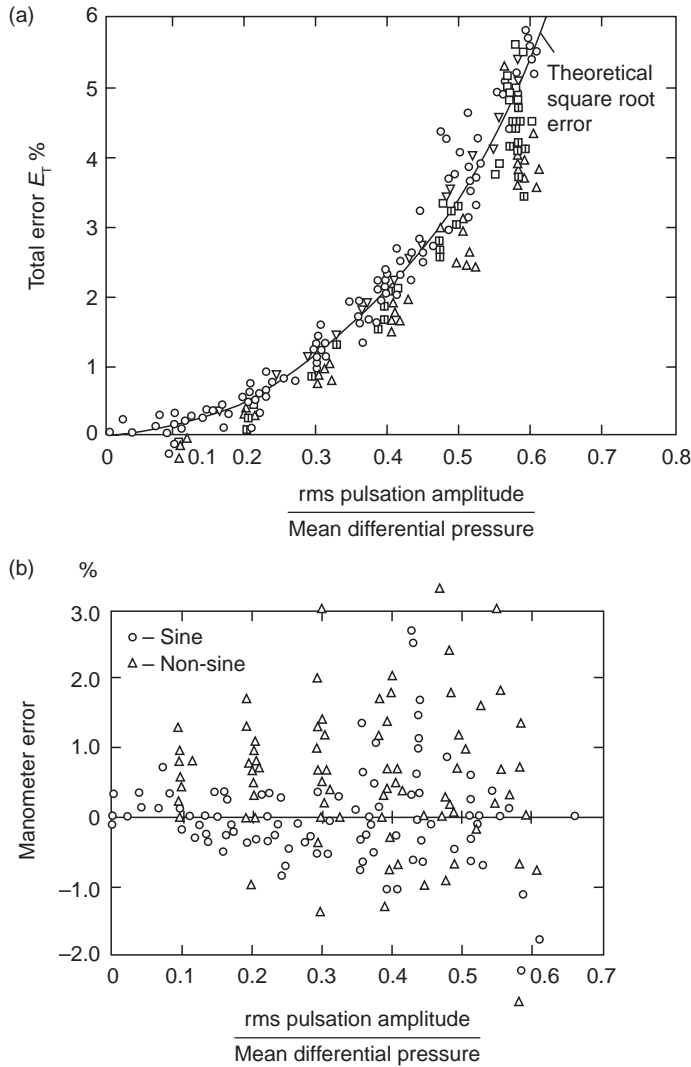 (a)
6
5
4
3
2
1
0
Total error E_T %
Theoretical
square root
error
0 0.1 0.2 0.3 0.4 0.5 0.6 0.7 0.8
rms pulsation amplitude
Mean differential pressure
(b) %
3.0
2.0
1.0
0
–1.0
–2.0
Manometer error
– Sine
– Non-sine
0 0.1 0.2 0.3 0.4 0.5 0.6 0.7
rms pulsation amplitude
Mean differential pressure